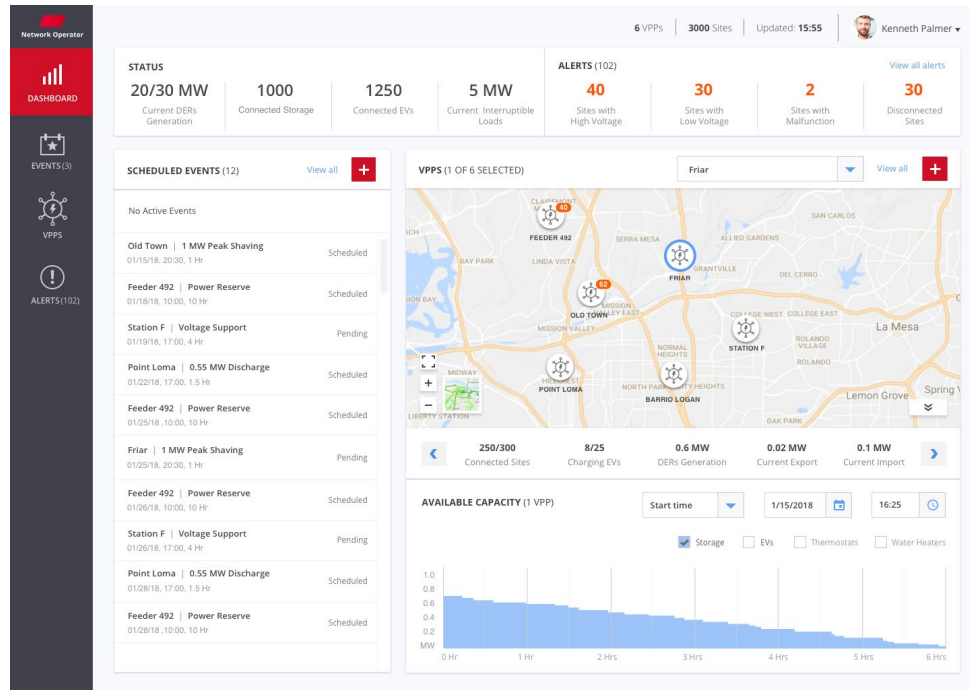 Network Operator
6 VPPs
3000 Sites
Updated: 15:55
Kenneth Palmer
DASHBOARD
EVENTS (3)
VPPS
ALERTS (102)
STATUS
20/30 MW
Current DERs
Generation
1000
Connected Storage
1250
Connected EVs
5 MW
Current Interruptible
Loads
ALERTS (102)
View all alerts
40
Sites with
High Voltage
30
Sites with
Low Voltage
2
Sites with
Malfunction
30
Disconnected
Sites
SCHEDULED EVENTS (12)
View all
+
No Active Events
Old Town | 1 MW Peak Shaving
01/15/18, 20:30, 1 Hr
Scheduled
Feeder 492 | Power Reserve
01/18/18, 10:00, 10 Hr
Scheduled
Station F | Voltage Support
01/19/18, 17:00, 4 Hr
Pending
Point Loma | 0.55 MW Discharge
01/22/18, 17:00, 1.5 Hr
Scheduled
Feeder 492 | Power Reserve
01/25/18 ,10:00, 10 Hr
Scheduled
Friar | 1 MW Peak Shaving
01/25/18, 20:30, 1 Hr
Pending
Feeder 492 | Power Reserve
01/26/18, 10:00, 10 Hr
Scheduled
Station F | Voltage Support
01/26/18, 17:00, 4 Hr
Pending
Point Loma | 0.55 MW Discharge
01/28/18, 17:00, 1.5 Hr
Scheduled
Feeder 492 | Power Reserve
01/28/18 ,10:00, 10 Hr
Scheduled
VPPS (1 OF 6 SELECTED)
Friar
View all
+
40
FEEDER 492
SAN CARLOS
SERRA MESA
ALLIED GARDENS
BAY PARK
LINDA VISTA
GRANTVILLE
FRIAR
DEL CERRO
62
ION BAY
MISSION
OLD TOWN
MISSION VALLEY
COLLEGE WEST
COLLEGE EAST
La Mesa
STATION F
ROLANDO
VILLAGE
NORMAL
HEIGHTS
ROLANDO
MIDWAY
POINT LOMA
NORTH PARK
BARRIO LOGAN
Lemon Grove
Spring
LIBERTY STATION
OAK PARK
+
−
250/300
Connected Sites
8/25
Charging EVs
0.6 MW
DERs Generation
0.02 MW
Current Export
0.1 MW
Current Import
AVAILABLE CAPACITY (1 VPP)
Start time
1/15/2018
16:25
Storage
EVs
Thermostats
Water Heaters
1.0
0.8
0.6
0.4
0.2
MW
0 Hr
1 Hr
2 Hrs
3 Hrs
4 Hrs
5 Hrs
6 Hrs